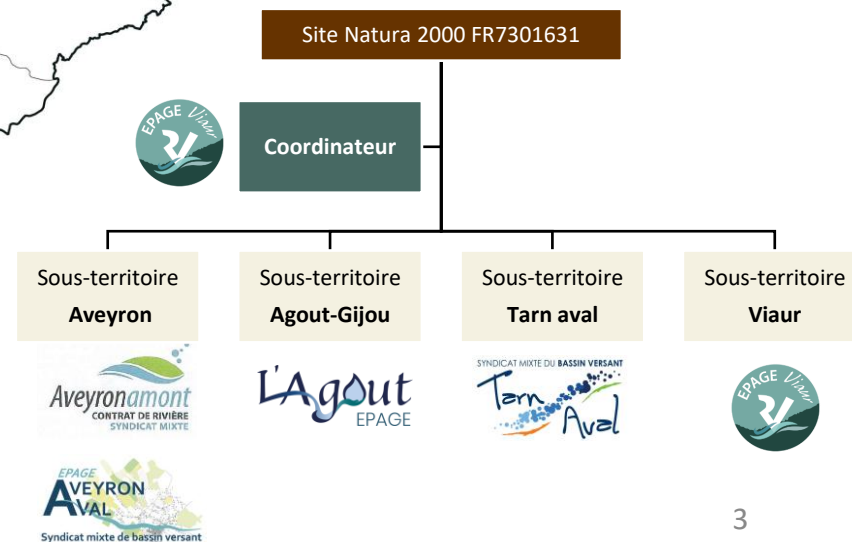 Site Natura 2000 FR7301631
EPAGE Viaur
Coordinateur
Sous-territoire
Aveyron
Sous-territoire
Agout-Gijou
Sous-territoire
Tarn aval
Sous-territoire
Viaur
Aveyronamont
CONTRAT DE RIVIÈRE
SYNDICAT MIXTE
L'Agout
EPAGE
SYNDICAT MIXTE DU BASSIN VERSANT
Tarn
Aval
EPAGE Viaur
EPAGE
AVEYRON
AVAL
Syndicat mixte de bassin versant
3